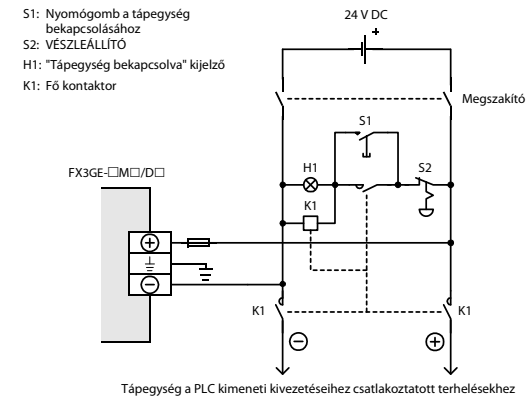 S1: Nyomógomb a tápegység
bekapcsolásához
S2: VÉSZLEÁLLÍTÓ
H1: "Tápegység bekapcsolva" kijelző
K1: Fő kontaktor
24 V DC
+
Megszakító
S1
H1
S2
K1
FX3GE-□M□/D□
+
−
K1
K1
−
+
Tápegység a PLC kimeneti kivezetéseihez csatlakoztatott terhelésekhez